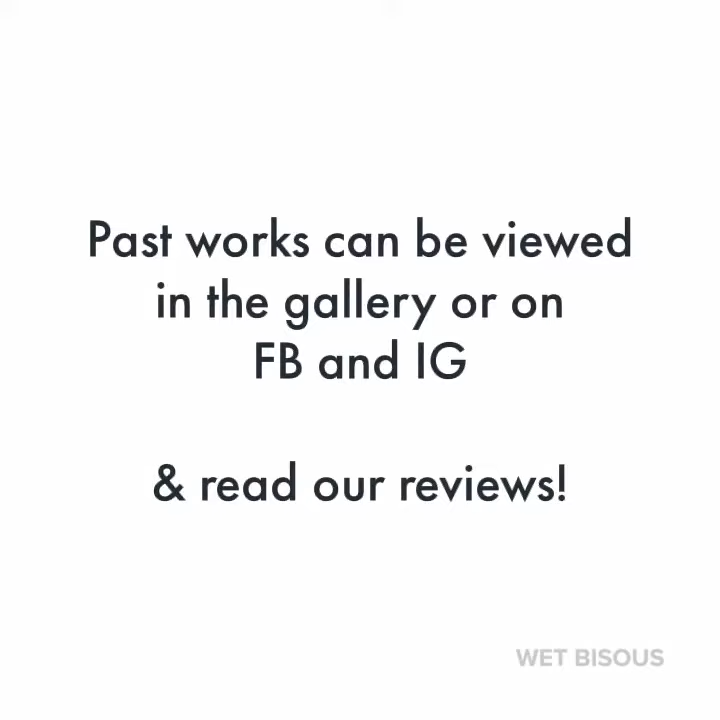 Past works can be viewed
in the gallery or on
FB and IG
& read our reviews!
WET BISOUS